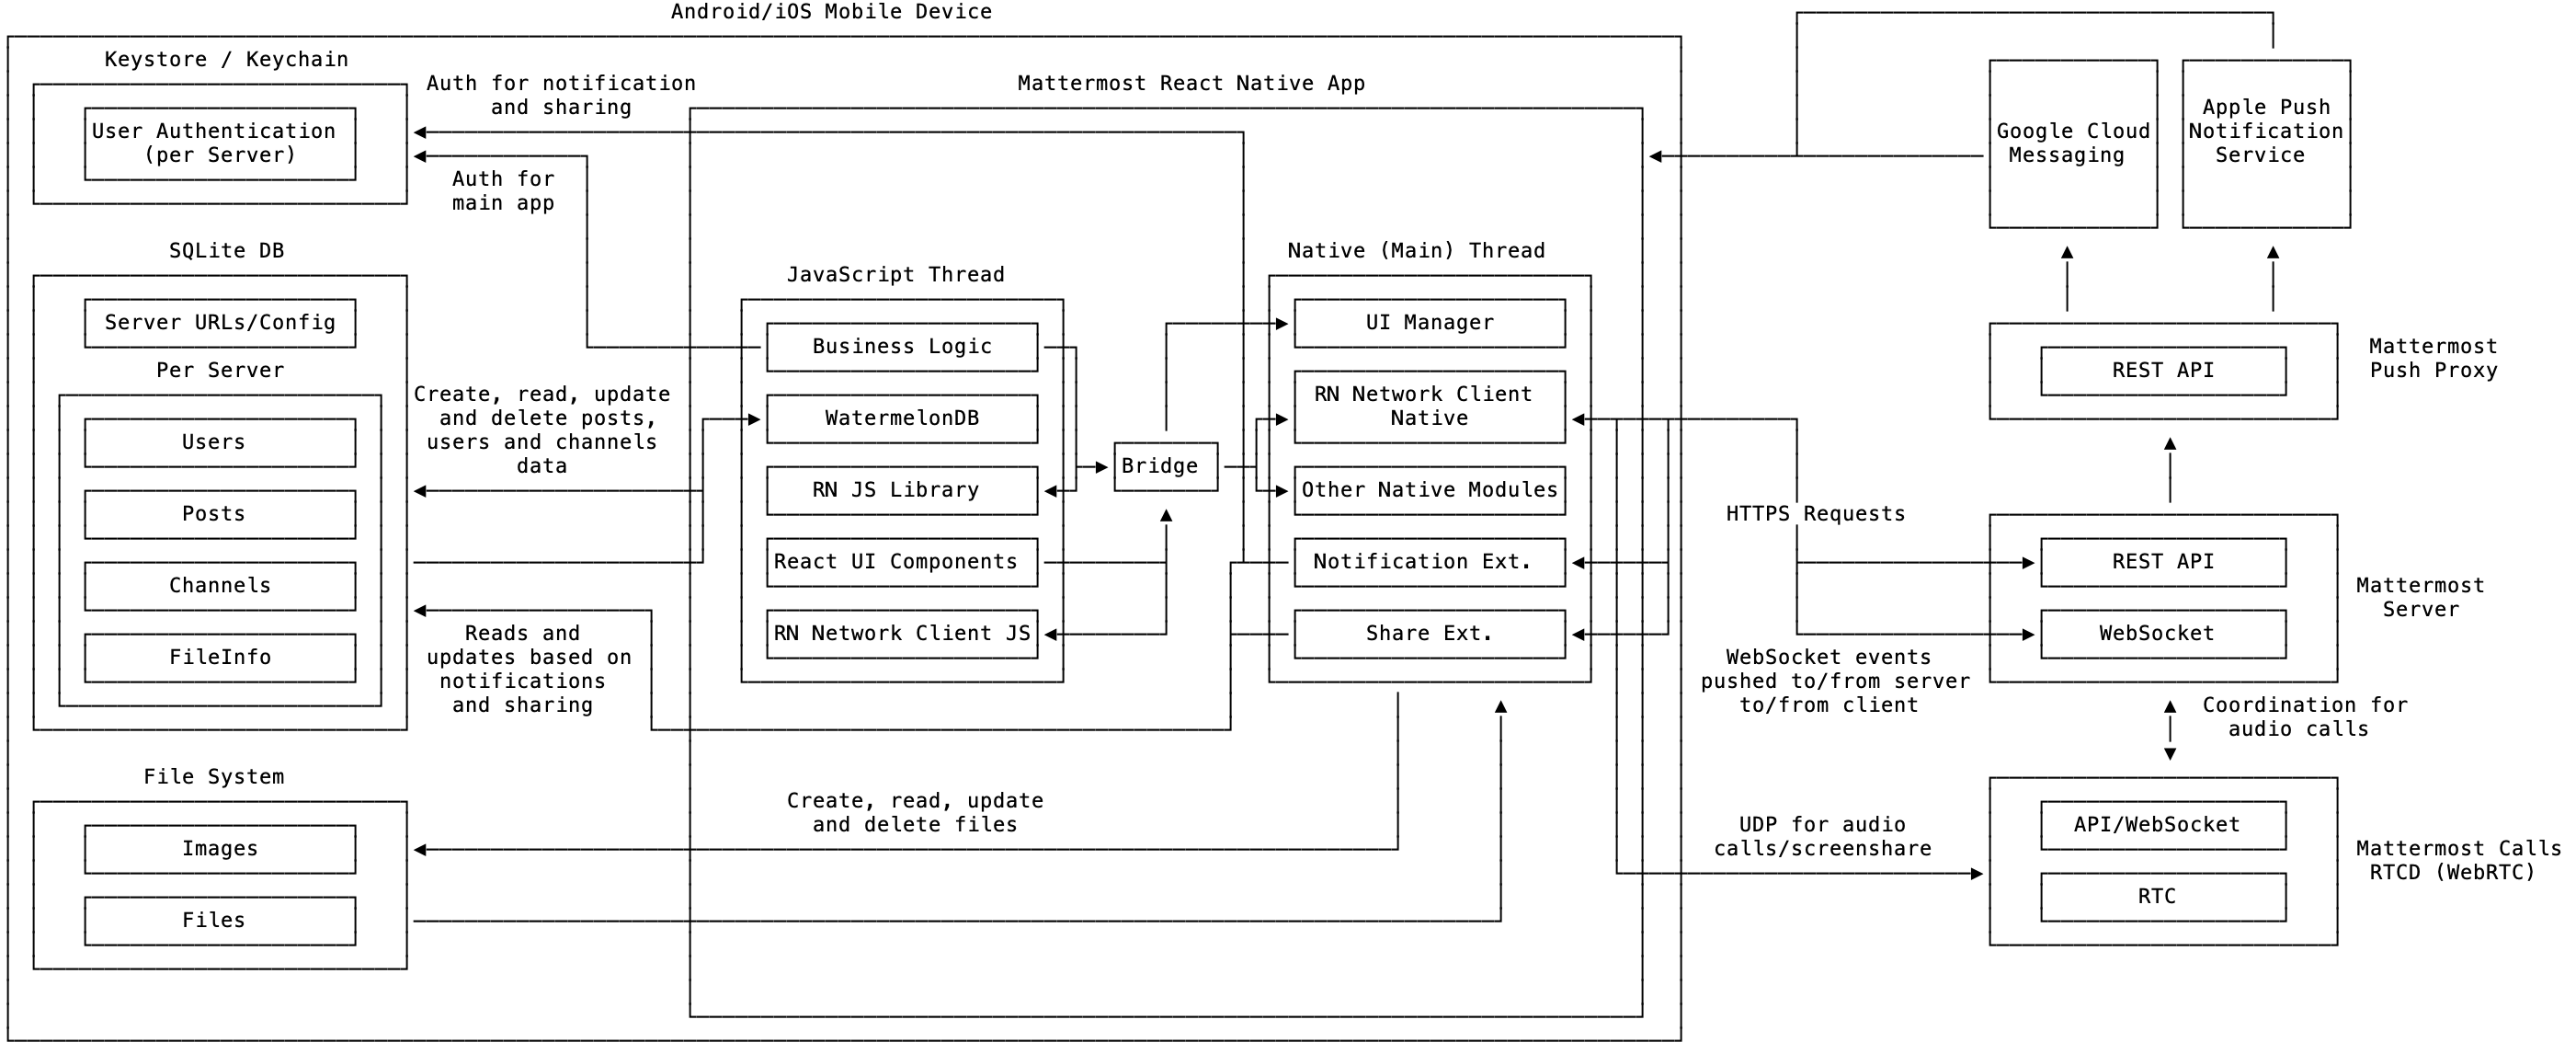 Android/iOS Mobile Device
Keystore / Keychain
User Authentication
(per Server)
Auth for notification
and sharing
Auth for
main app
Mattermost React Native App
SQLite DB
Server URLs/Config
Per Server
Users
Posts
Channels
FileInfo
Create, read, update
and delete posts,
users and channels
data
Reads and
updates based on
notifications
and sharing
File System
Images
Files
Create, read, update
and delete files
JavaScript Thread
Business Logic
WatermelonDB
RN JS Library
React UI Components
RN Network Client JS
Bridge
Native (Main) Thread
UI Manager
RN Network Client
Native
Other Native Modules
Notification Ext.
Share Ext.
Google Cloud
Messaging
Apple Push
Notification
Service
REST API
Mattermost
Push Proxy
HTTPS Requests
REST API
WebSocket
Mattermost
Server
WebSocket events
pushed to/from server
to/from client
Coordination for
audio calls
UDP for audio
calls/screenshare
API/WebSocket
RTC
Mattermost Calls
RTCD (WebRTC)